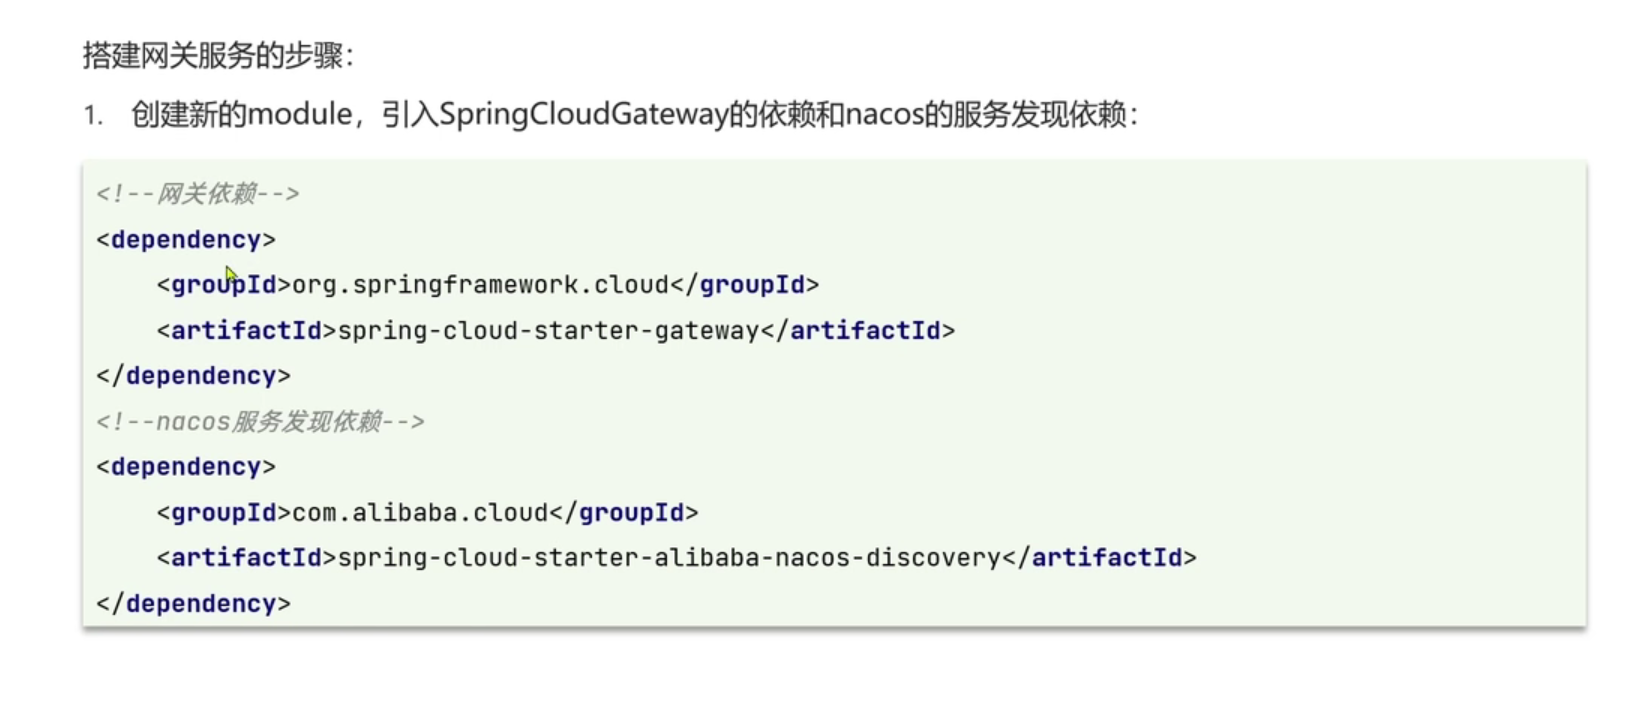 搭建网关服务的步骤：
1. 创建新的module，引入SpringCloudGateway的依赖和nacos的服务发现依赖：
<!--网关依赖-->
<dependency>
    <groupId>org.springframework.cloud</groupId>
    <artifactId>spring-cloud-starter-gateway</artifactId>
</dependency>
<!--nacos服务发现依赖-->
<dependency>
    <groupId>com.alibaba.cloud</groupId>
    <artifactId>spring-cloud-starter-alibaba-nacos-discovery</artifactId>
</dependency>